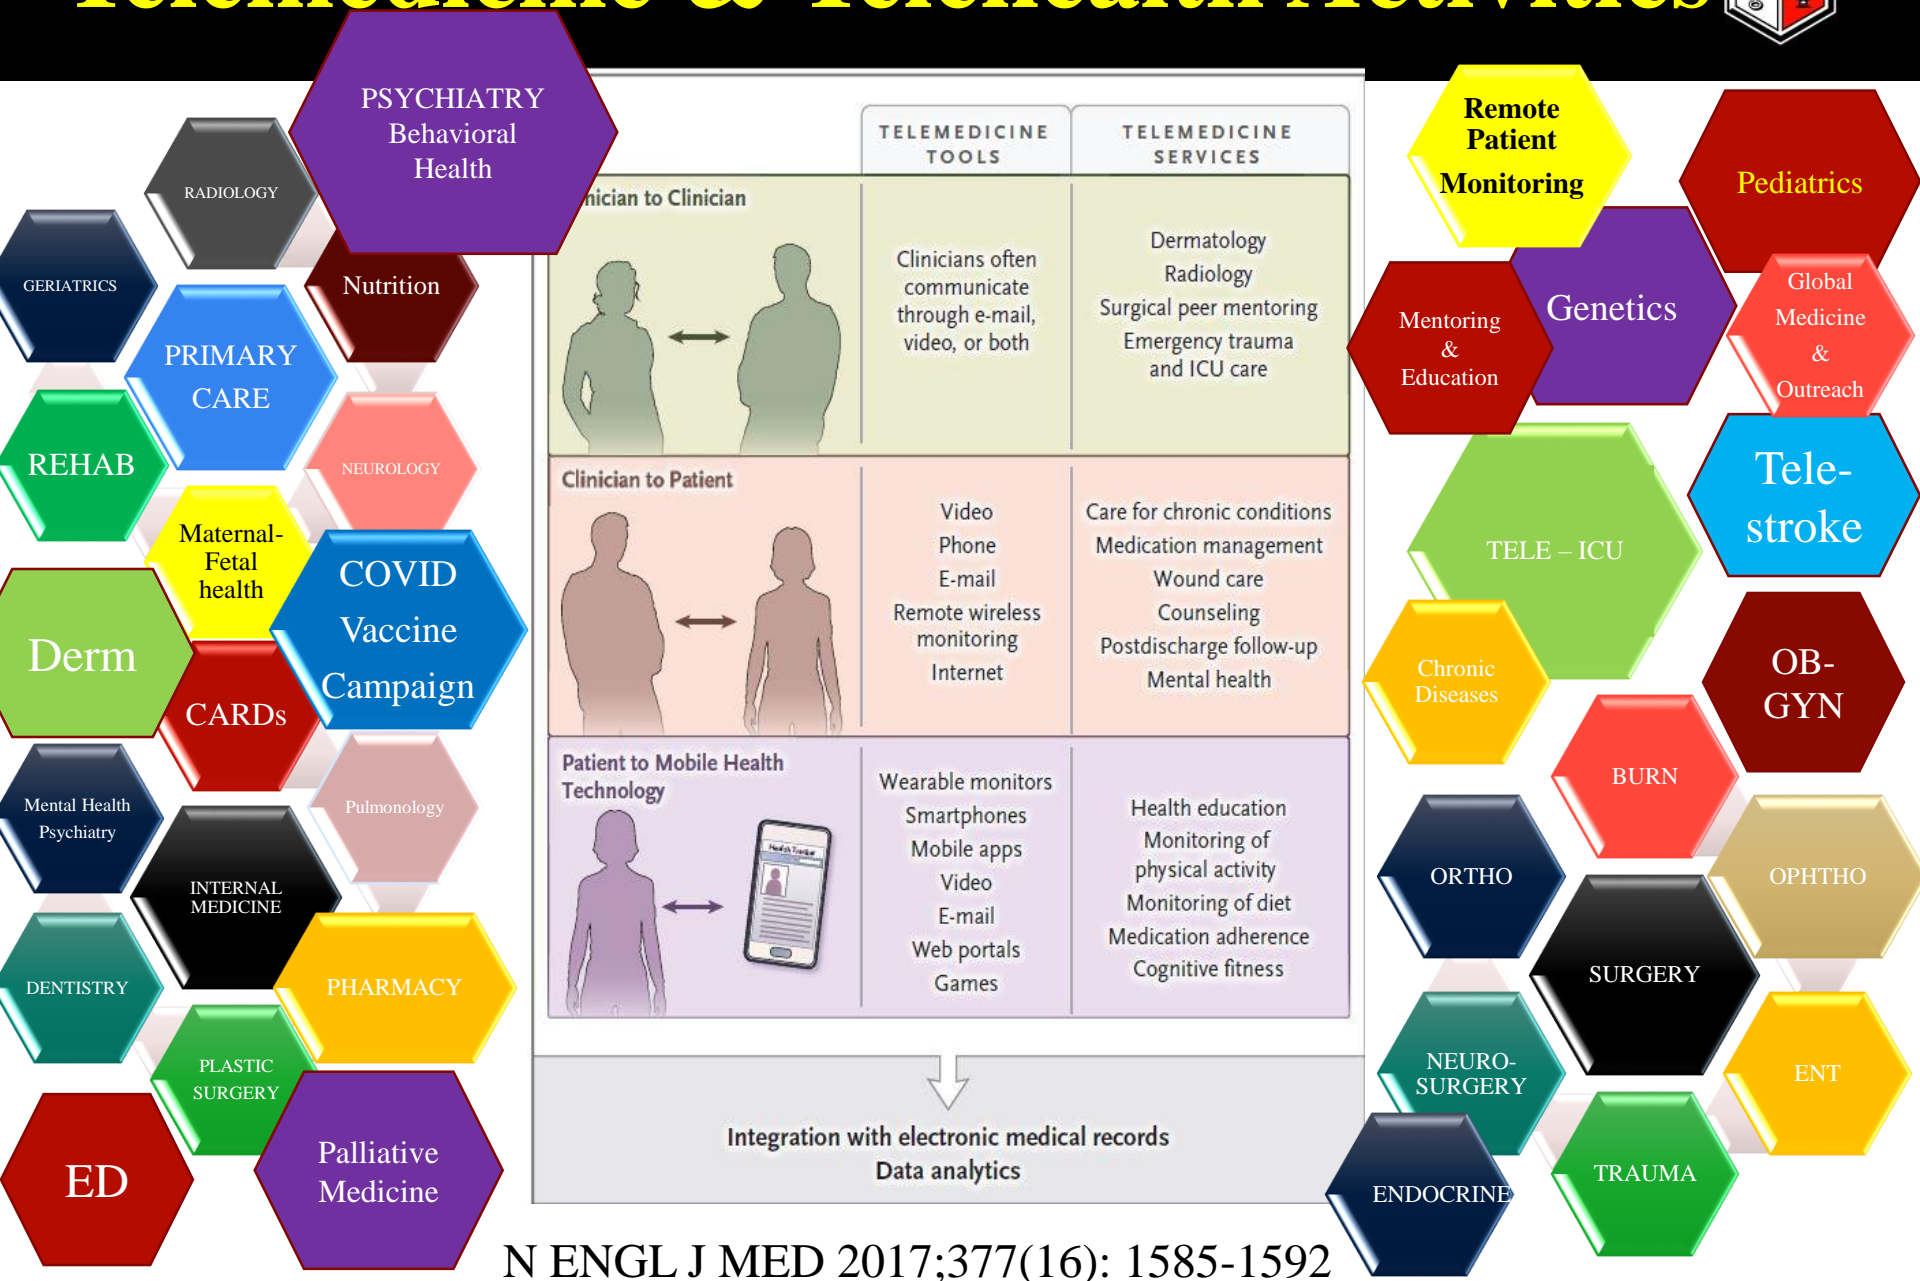 Telemedicine & Telehealth Activities
PSYCHIATRY
Behavioral
Health
RADIOLOGY
GERIATRICS
Nutrition
PRIMARY
CARE
REHAB
NEUROLOGY
Maternal-
Fetal
health
COVID
Vaccine
Campaign
Derm
CARDs
Mental Health
Psychiatry
Pulmonology
INTERNAL
MEDICINE
DENTISTRY
PHARMACY
PLASTIC
SURGERY
ED
Palliative
Medicine
TELEMEDICINE
TOOLS
TELEMEDICINE
SERVICES
nician to Clinician
Clinicians often
communicate
through e-mail,
video, or both
Dermatology
Radiology
Surgical peer mentoring
Emergency trauma
and ICU care
Clinician to Patient
Video
Phone
E-mail
Remote wireless
monitoring
Internet
Care for chronic conditions
Medication management
Wound care
Counseling
Postdischarge follow-up
Mental health
Patient to Mobile Health
Technology
Health Tracker
Wearable monitors
Smartphones
Mobile apps
Video
E-mail
Web portals
Games
Health education
Monitoring of
physical activity
Monitoring of diet
Medication adherence
Cognitive fitness
Integration with electronic medical records
Data analytics
Remote
Patient
Monitoring
Pediatrics
Genetics
Mentoring
&
Education
Global
Medicine
&
Outreach
Tele-
stroke
TELE – ICU
Chronic
Diseases
OB-
GYN
BURN
ORTHO
OPHTHO
SURGERY
NEURO-
SURGERY
ENT
TRAUMA
ENDOCRINE
N ENGL J MED 2017;377(16): 1585-1592